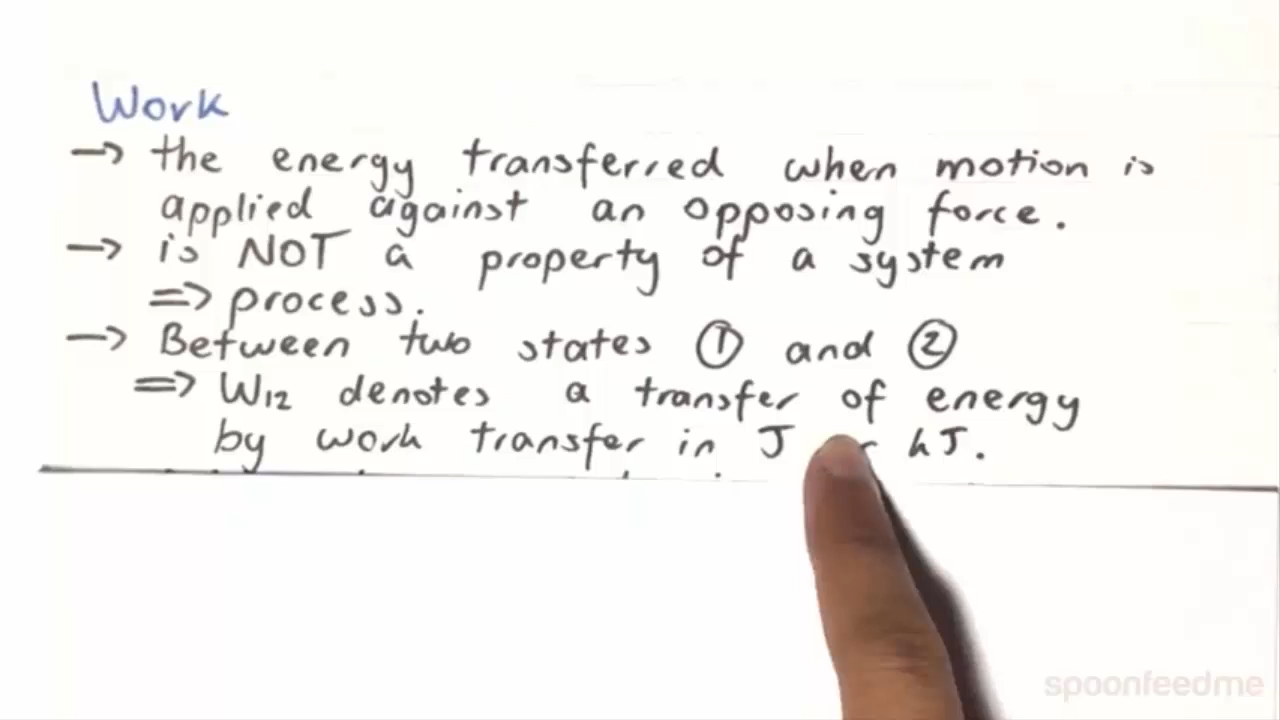 Work
→ the energy transferred when motion is
applied against an opposing force.
→ is NOT a property of a system
⇒ process.
→ Between two states ① and ②
⇒ W12 denotes a transfer of energy
by work transfer in J kJ.
spoonfeedme